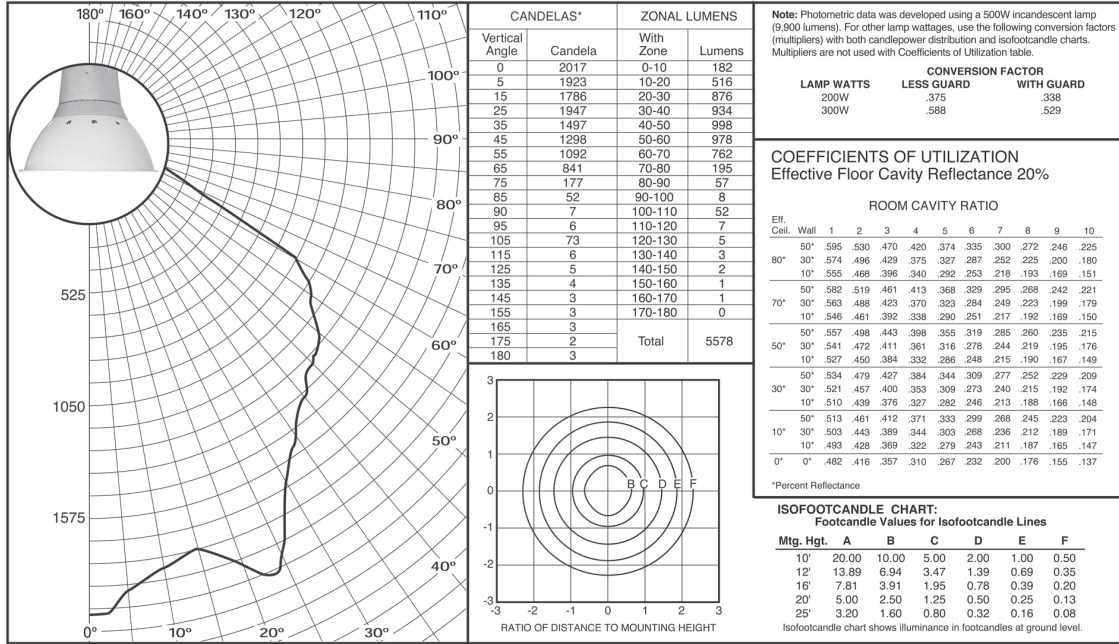 180º 160º 140º 130º 120º 110º
100º
90º
80º
70º
60º
50º
40º
525
1050
1575
0º 10º 20º 30º
CANDELAS* ZONAL LUMENS
Vertical Angle Candela With Zone Lumens
0 2017 0-10 182
5 1923 10-20 516
15 1786 20-30 876
25 1947 30-40 934
35 1497 40-50 998
45 1298 50-60 978
55 1092 60-70 762
65 841 70-80 195
75 177 80-90 57
85 52 90-100 8
90 7 100-110 52
95 6 110-120 7
105 73 120-130 5
115 6 130-140 3
125 5 140-150 2
135 4 150-160 1
145 3 160-170 1
155 3 170-180 0
165 3
175 2 Total 5578
180 3
3
2
1
0
-1
-2
-3
B C D E F
-3 -2 -1 0 1 2 3
RATIO OF DISTANCE TO MOUNTING HEIGHT
Note: Photometric data was developed using a 500W incandescent lamp
(9,900 lumens). For other lamp wattages, use the following conversion factors
(multipliers) with both candlepower distribution and isofootcandle charts.
Multipliers are not used with Coefficients of Utilization table.
CONVERSION FACTOR
LAMP WATTS LESS GUARD WITH GUARD
200W .375 .338
300W .588 .529
COEFFICIENTS OF UTILIZATION
Effective Floor Cavity Reflectance 20%
ROOM CAVITY RATIO
Eff.
Ceil. Wall 1 2 3 4 5 6 7 8 9 10
50* .595 .530 .470 .420 .374 .335 .300 .272 .246 .225
80* 30* .574 .496 .429 .375 .327 .287 .252 .225 .200 .180
10* .555 .468 .396 .340 .292 .253 .218 .193 .169 .151
50* .582 .519 .461 .413 .368 .329 .295 .268 .242 .221
70* 30* .563 .488 .423 .370 .323 .284 .249 .223 .199 .179
10* .546 .461 .392 .338 .290 .251 .217 .192 .169 .150
50* .557 .498 .443 .398 .355 .319 .285 .260 .235 .215
50* 30* .541 .472 .411 .361 .316 .278 .244 .219 .195 .176
10* .527 .450 .384 .332 .286 .248 .215 .190 .167 .149
50* .534 .479 .427 .384 .344 .309 .277 .252 .229 .209
30* 30* .521 .457 .400 .353 .309 .273 .240 .215 .192 .174
10* .510 .439 .376 .327 .282 .246 .213 .188 .166 .148
50* .513 .461 .412 .371 .333 .299 .268 .245 .223 .204
10* 30* .503 .443 .389 .344 .303 .268 .236 .212 .189 .171
10* .493 .428 .369 .322 .279 .243 .211 .187 .165 .147
0* 0* .482 .416 .357 .310 .267 .232 .200 .176 .155 .137
*Percent Reflectance
ISOFOOTCANDLE CHART:
Footcandle Values for Isofootcandle Lines
Mtg. Hgt. A B C D E F
10' 20.00 10.00 5.00 2.00 1.00 0.50
12' 13.89 6.94 3.47 1.39 0.69 0.35
16' 7.81 3.91 1.95 0.78 0.39 0.20
20' 5.00 2.50 1.25 0.50 0.25 0.13
25' 3.20 1.60 0.80 0.32 0.16 0.08
Isofootcandle chart shows illuminance in footcandles at ground level.